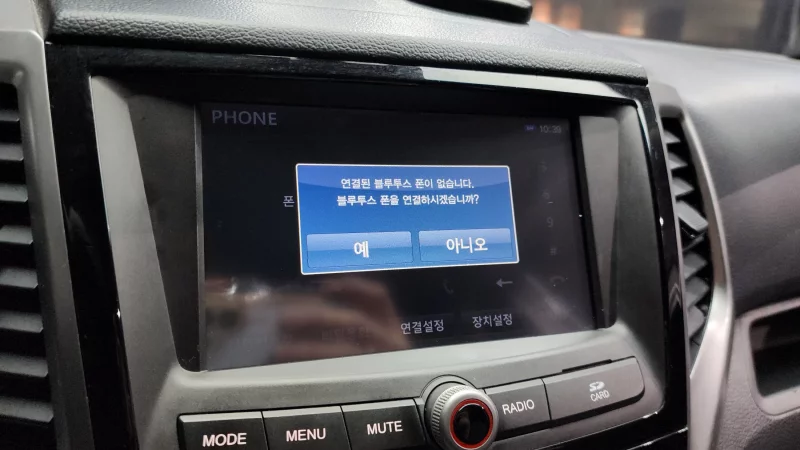 PHONE
10:39
연결된 블루투스 폰이 없습니다.
블루투스 폰을 연결하시겠습니까?
폰
예
아니오
연결설정
장치설정
MODE
MENU
MUTE
RADIO
SD
CARD